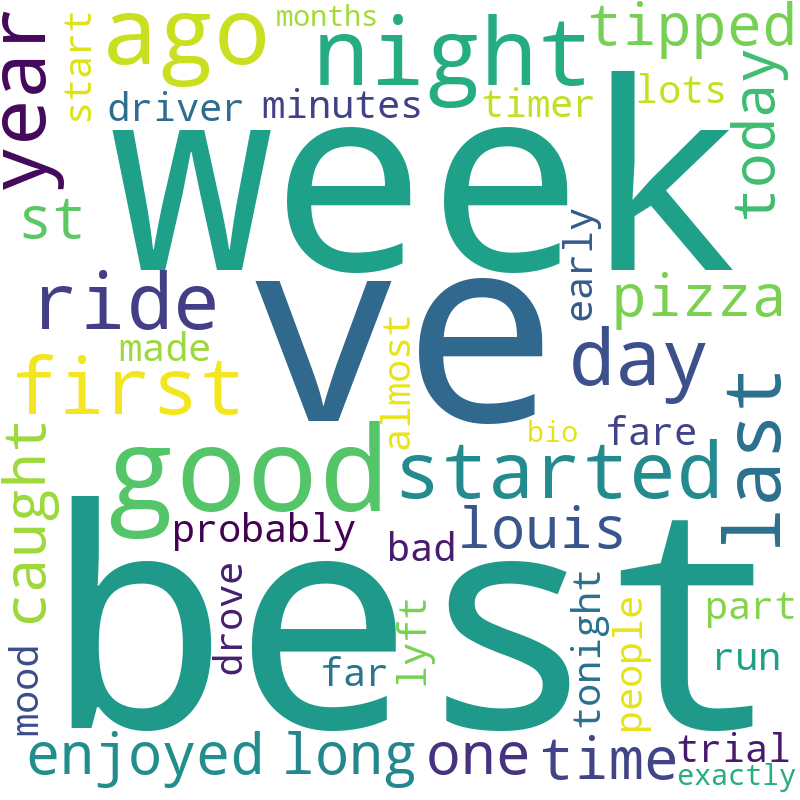 months
year
start
ago
night
tipped
driver
minutes
timer
lots
today
week
st
early
ride
ve
pizza
made
almost
day
first
bio
fare
last
caught
good
started
probably
louis
bad
best
drove
lyft
tonight
people
part
mood
far
run
enjoyed
long
one
time
trial
exactly